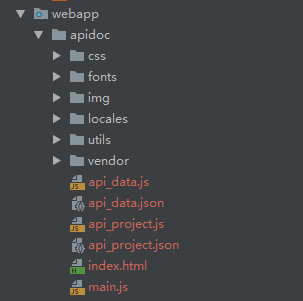 webapp
apidoc
css
fonts
img
locales
utils
vendor
api_data.js
api_data.json
api_project.js
api_project.json
index.html
main.js